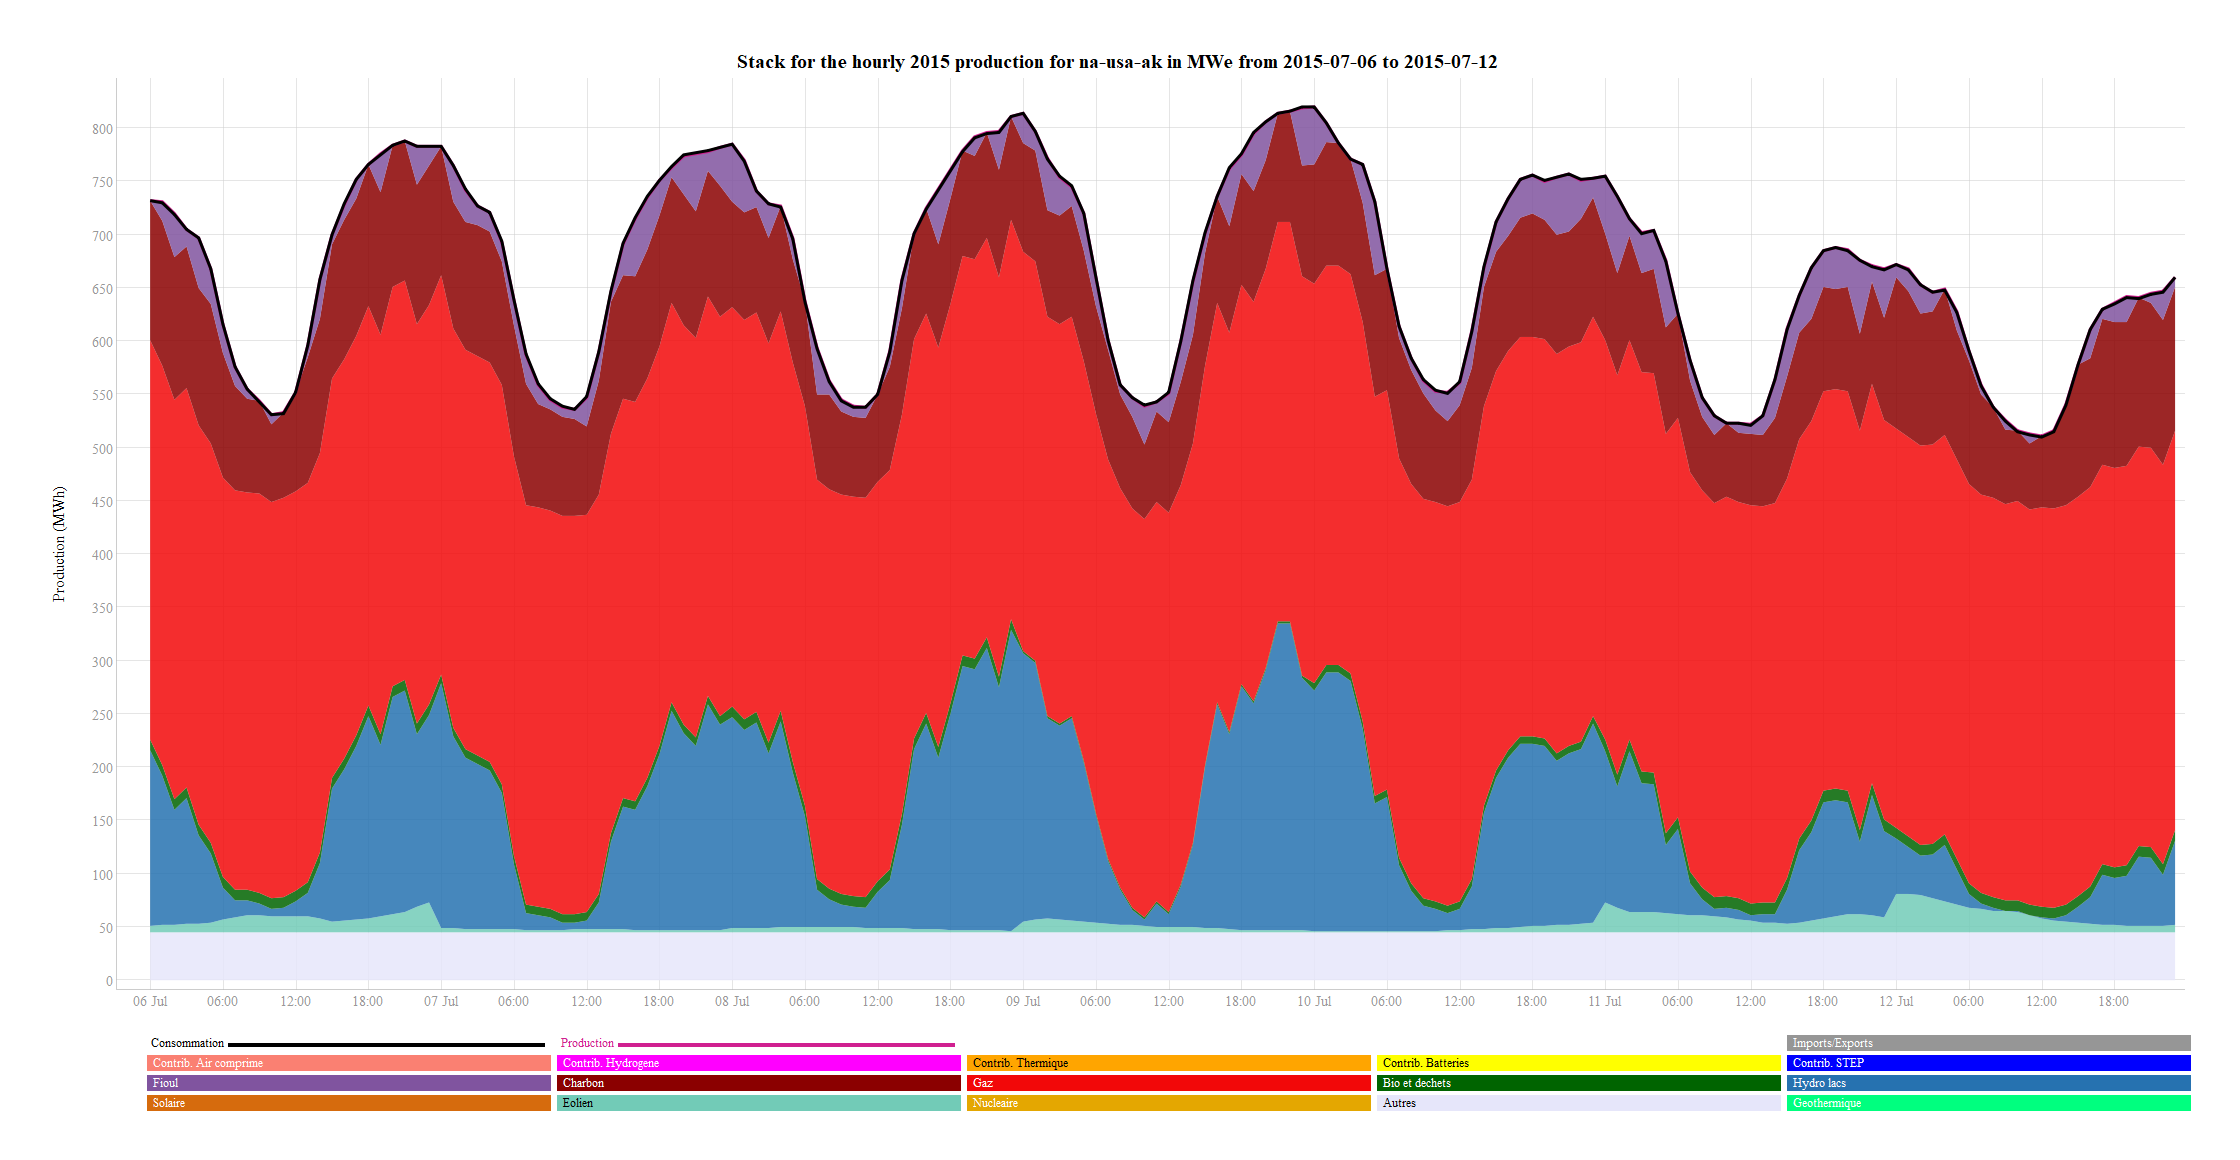 Stack for the hourly 2015 production for na-usa-ak in MWe from 2015-07-06 to 2015-07-12
Production (MWh)
800
750
700
650
600
550
500
450
400
350
300
250
200
150
100
50
0
06 Jul 06:00 12:00 18:00 07 Jul 06:00 12:00 18:00 08 Jul 06:00 12:00 18:00 09 Jul 06:00 12:00 18:00 10 Jul 06:00 12:00 18:00 11 Jul 06:00 12:00 18:00 12 Jul 06:00 12:00 18:00
Consommation Production Imports/Exports
Contrib. Air comprime Contrib. Hydrogene Contrib. Thermique Contrib. Batteries Contrib. STEP
Fioul Charbon Gaz Bio et dechets Hydro lacs
Solaire Eolien Nucleaire Autres Geothermique